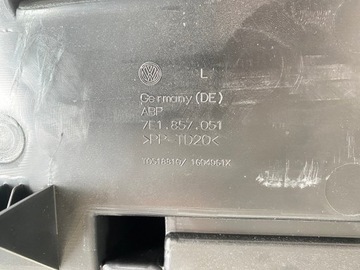 L
Germany (DE)
ABP
7E1.857.051
>PP-TD20<